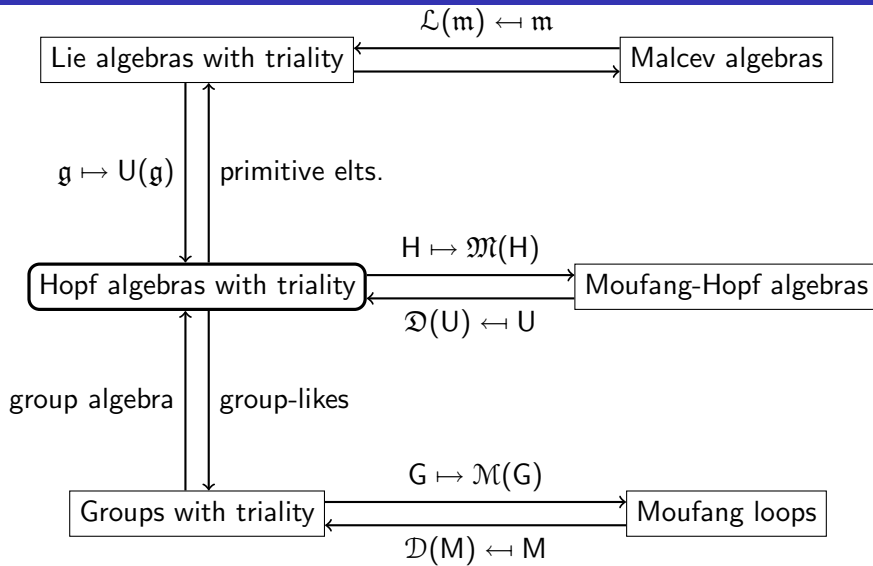 ℒ(𝔪) ↤ 𝔪
Lie algebras with triality
Malcev algebras
𝔤 ↦ U(𝔤)
primitive elts.
H ↦ 𝔐(H)
Hopf algebras with triality
Moufang-Hopf algebras
𝔇(U) ↤ U
group algebra
group-likes
G ↦ ℳ(G)
Groups with triality
Moufang loops
𝒟(M) ↤ M